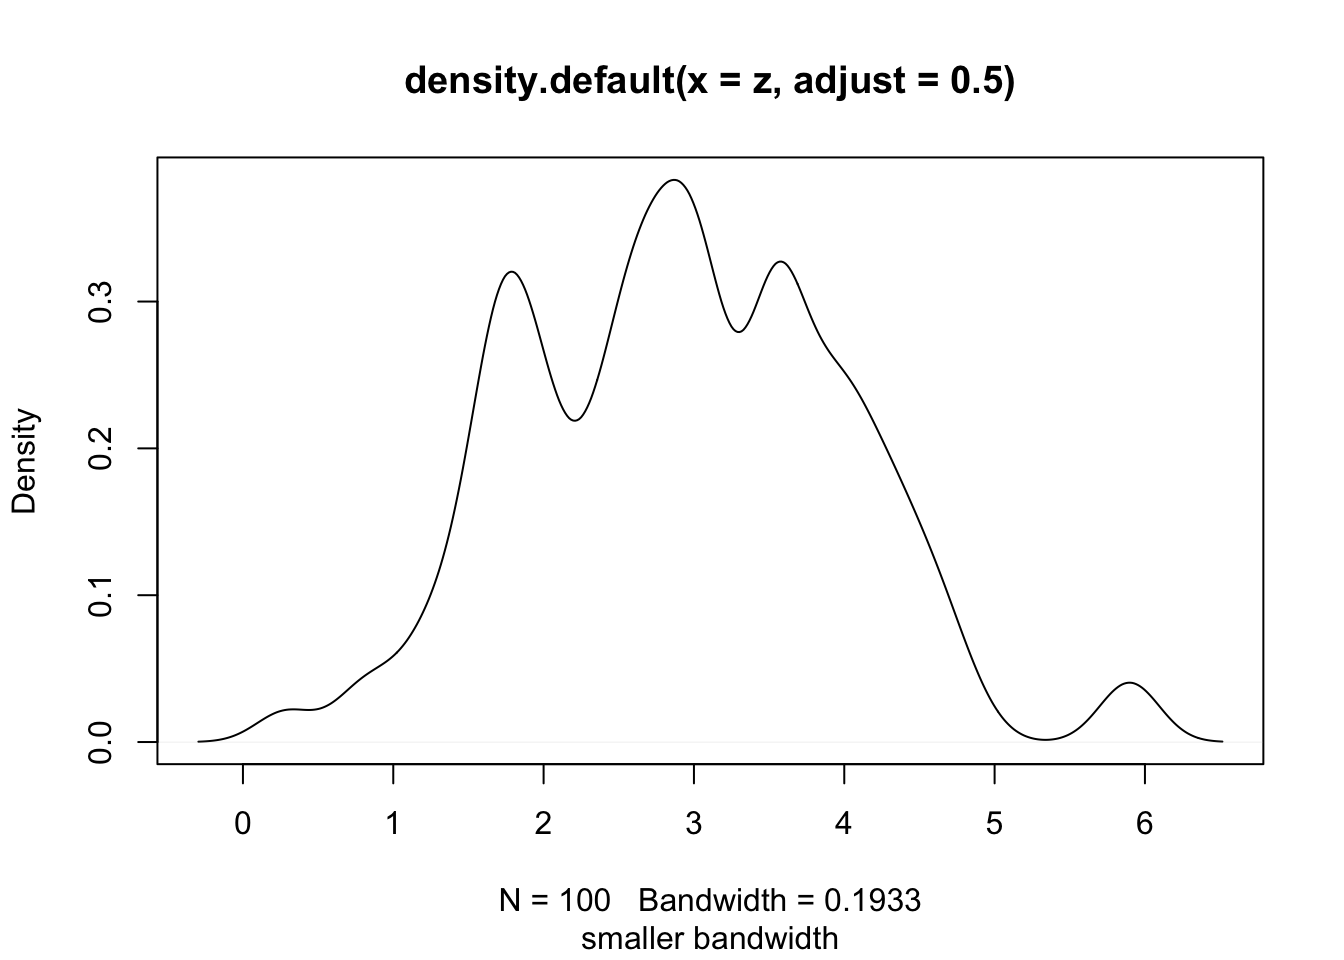 density.default(x = z, adjust = 0.5)
Density
0.3
0.2
0.1
0.0
0 1 2 3 4 5 6
N = 100 Bandwidth = 0.1933
smaller bandwidth